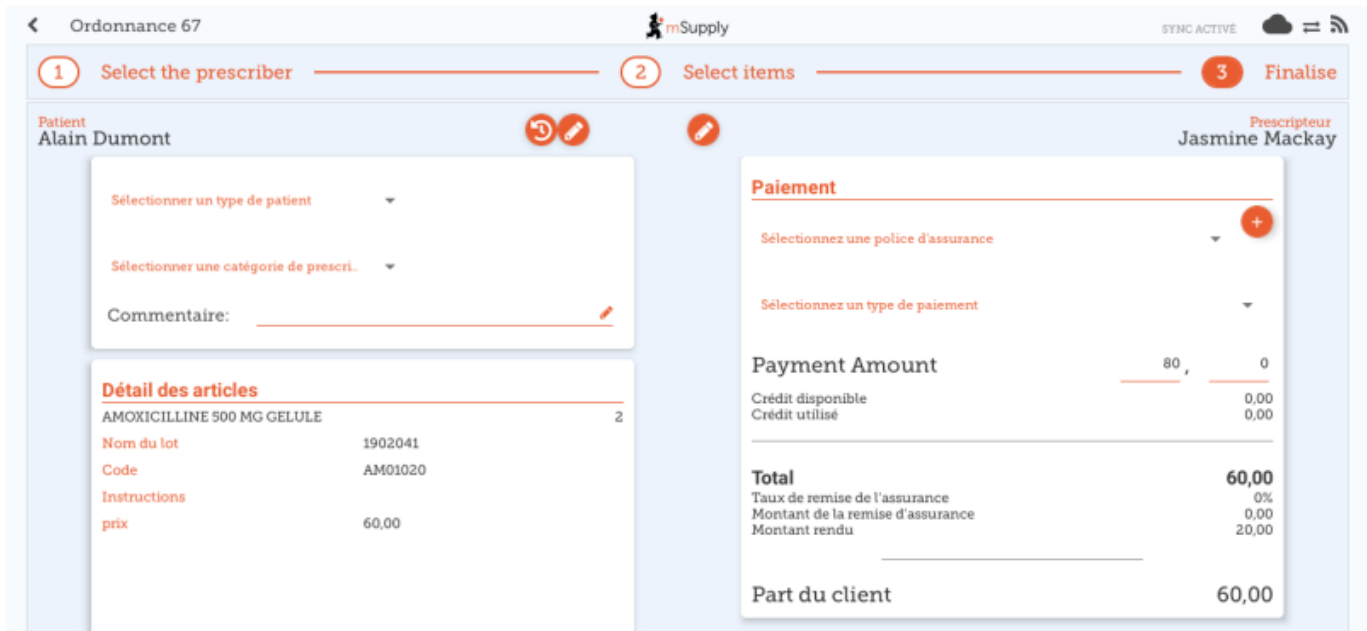 Ordonnance 67
mSupply
SYNC ACTIVÉ
1 Select the prescriber
2 Select items
3 Finalise
Patient
Alain Dumont
Prescripteur
Jasmine Mackay
Sélectionner un type de patient
Sélectionner une catégorie de prescri..
Commentaire:
Détail des articles
AMOXICILLINE 500 MG GELULE 2
Nom du lot 1902041
Code AM01020
Instructions
prix 60,00
Paiement
+
Sélectionnez une police d'assurance
Sélectionnez un type de paiement
Payment Amount 80 , 0
Crédit disponible 0,00
Crédit utilisé 0,00
Total 60,00
Taux de remise de l'assurance 0%
Montant de la remise d'assurance 0,00
Montant rendu 20,00
Part du client 60,00